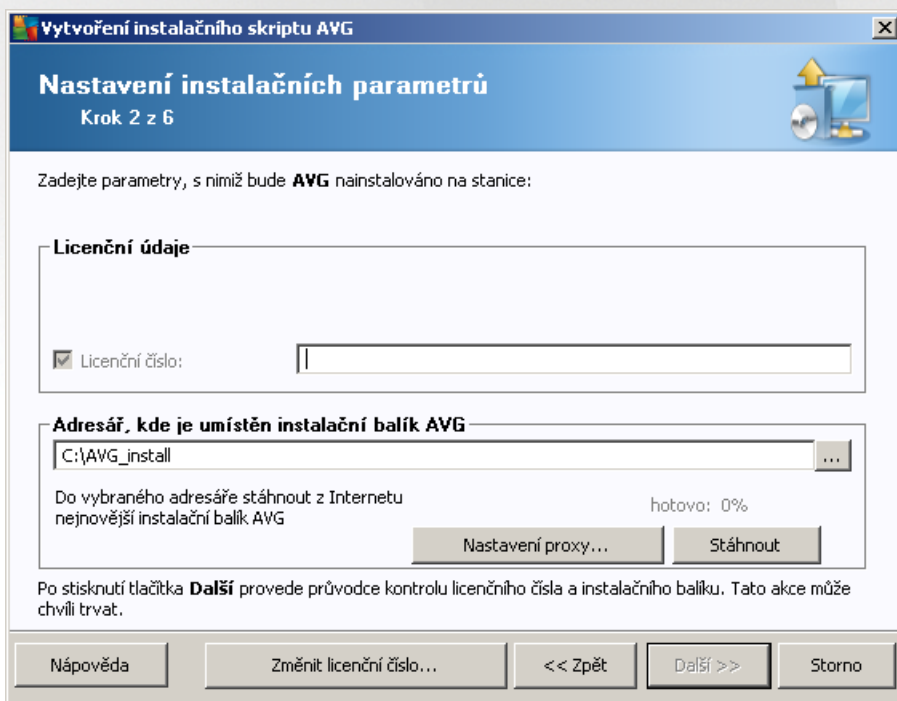 Vytvoření instalačního skriptu AVG
Nastavení instalačních parametrů
Krok 2 z 6
Zadejte parametry, s nimiž bude AVG nainstalováno na stanice:
Licenční údaje
Licenční číslo:
Adresář, kde je umístěn instalační balík AVG
C:\AVG_install
...
Do vybraného adresáře stáhnout z Internetu
nejnovější instalační balík AVG
hotovo: 0%
Nastavení proxy...
Stáhnout
Po stisknutí tlačítka Další provede průvodce kontrolu licenčního čísla a instalačního balíku. Tato akce může
chvíli trvat.
Nápověda
Změnit licenční číslo...
<< Zpět
Další >>
Storno